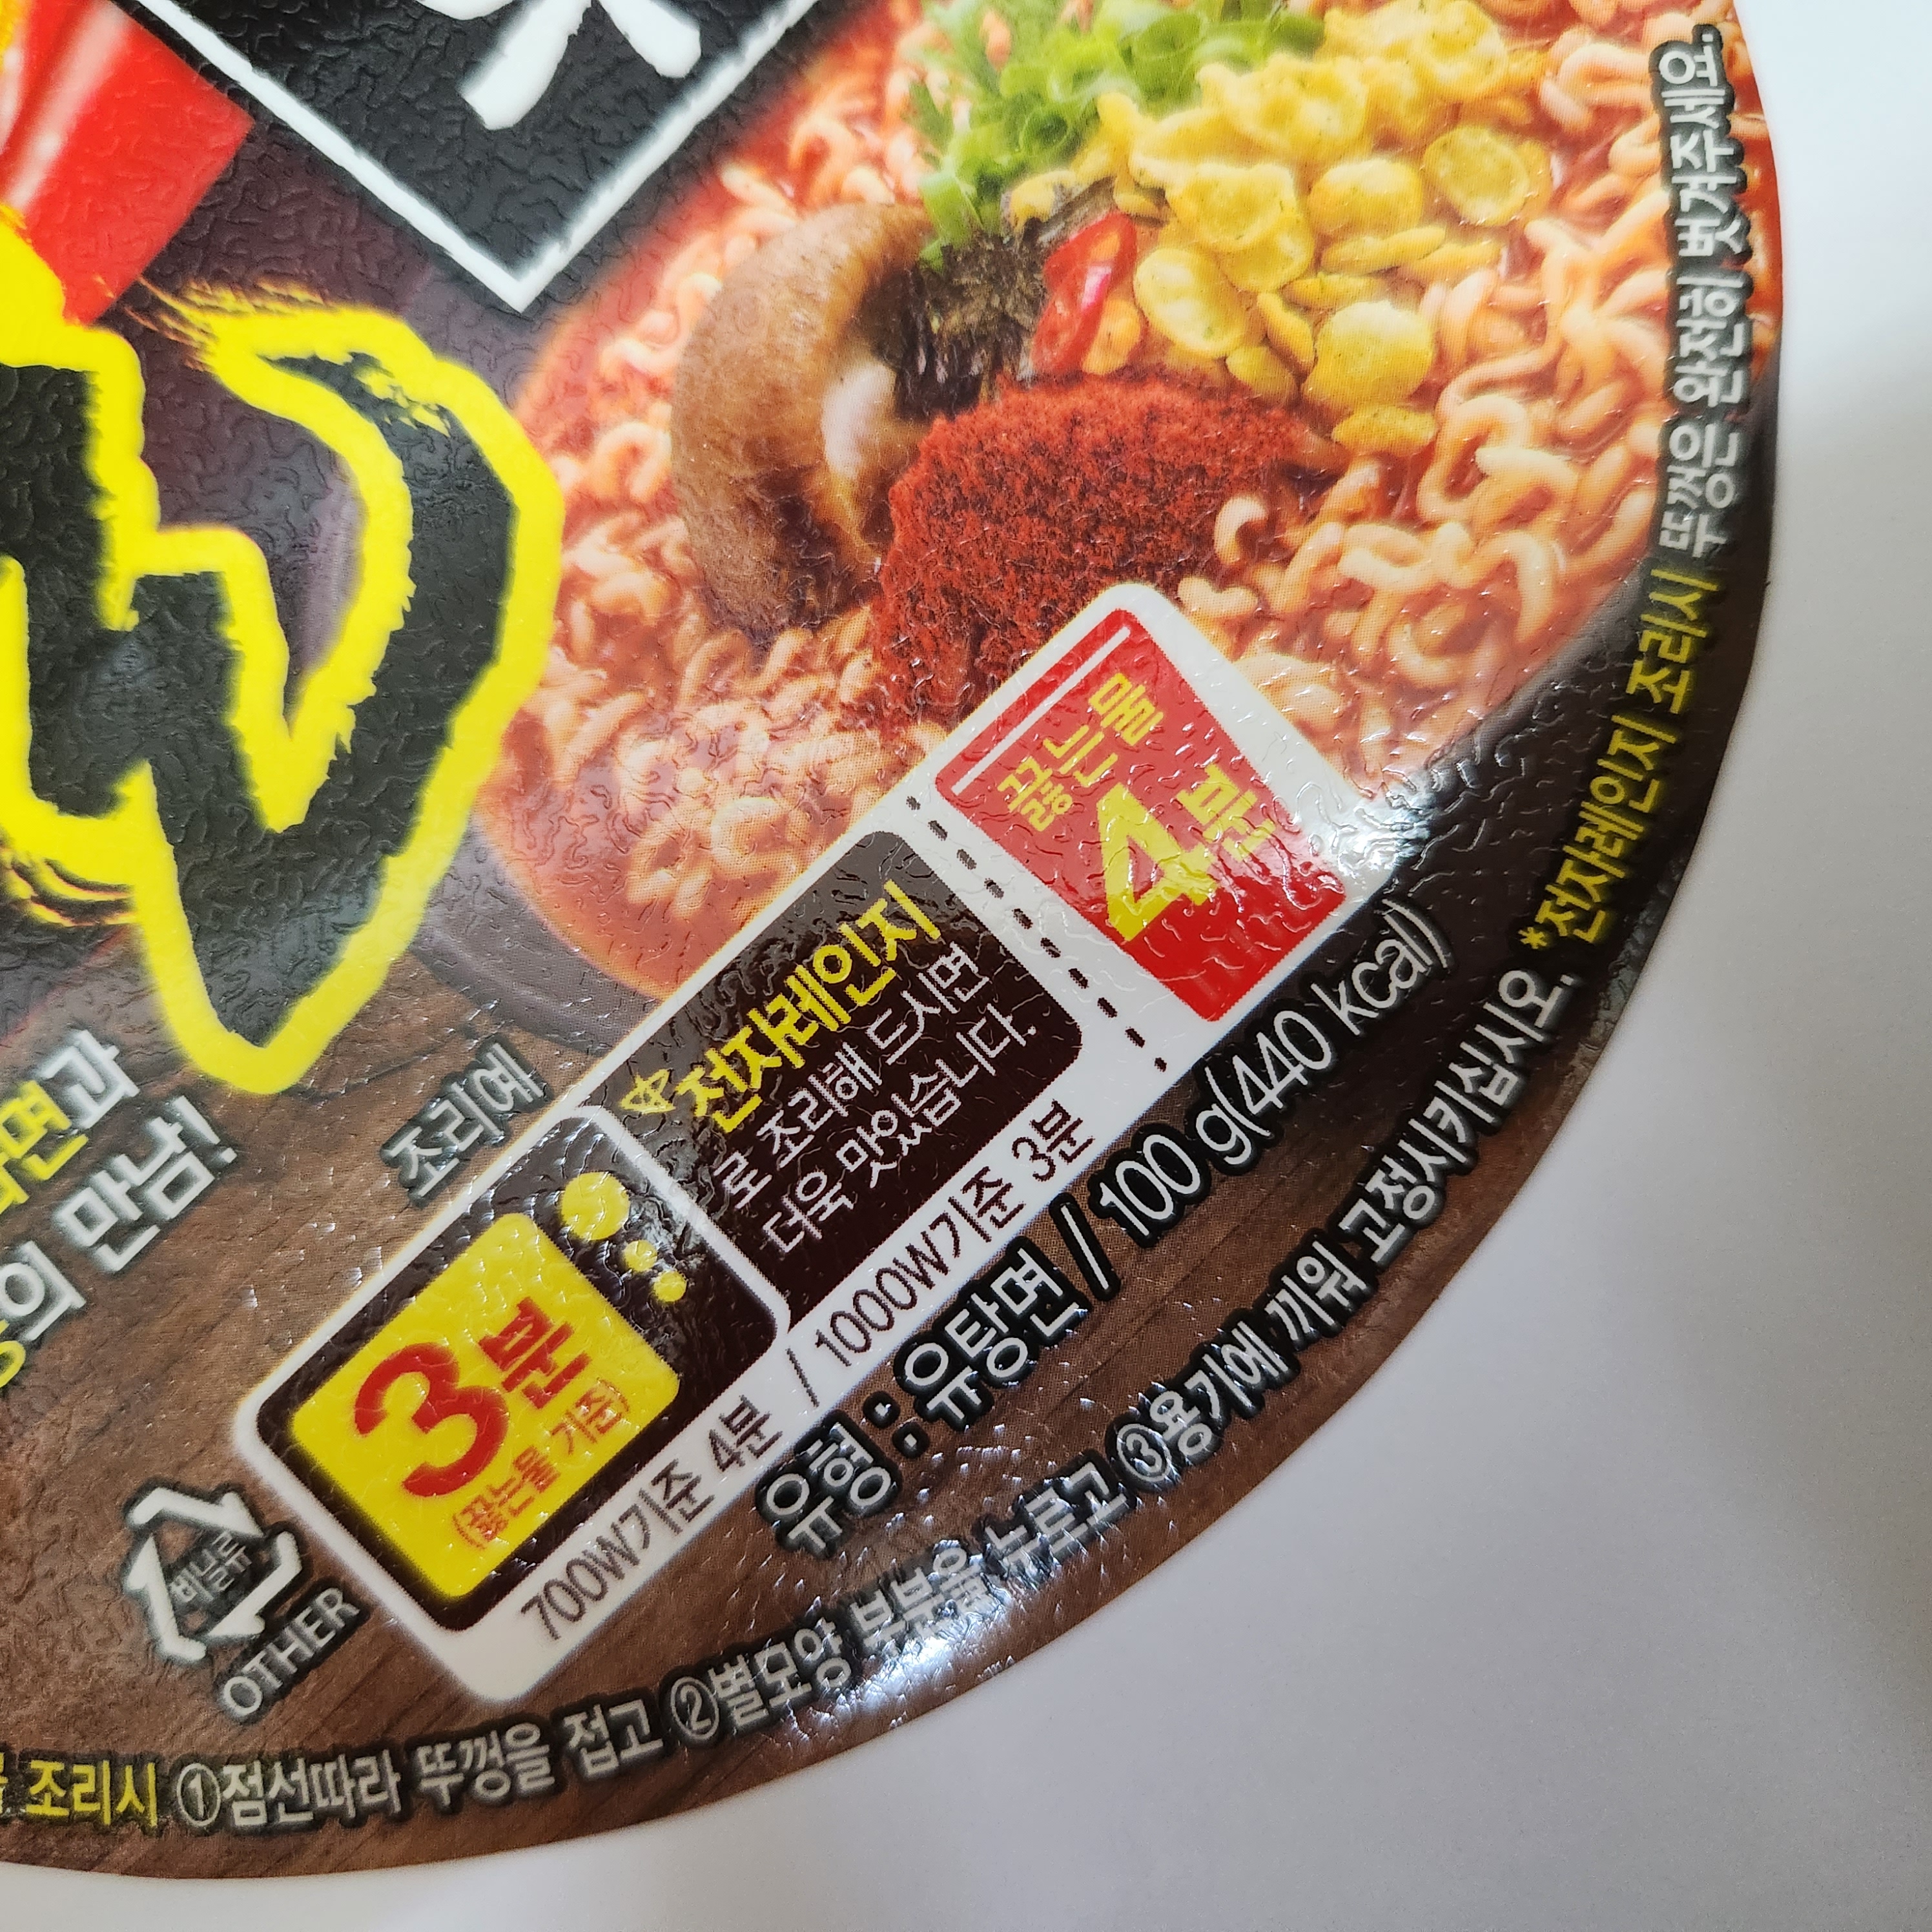 면과
의 만남!
조리예
끓는물
4분
전자레인지
로 조리해 드시면
더욱 맛있습니다.
3분
(끓는물 기준)
700W기준 4분 / 1000W기준 3분
유형 : 유탕면 / 100 g(440 kcal)
비닐류
OTHER
조리시 ①점선따라 뚜껑을 접고 ②별모양 부분을 누르고 ③용기에 끼워 고정시키십시오. *전자레인지 조리시 뚜껑은 완전히 벗겨주세요.